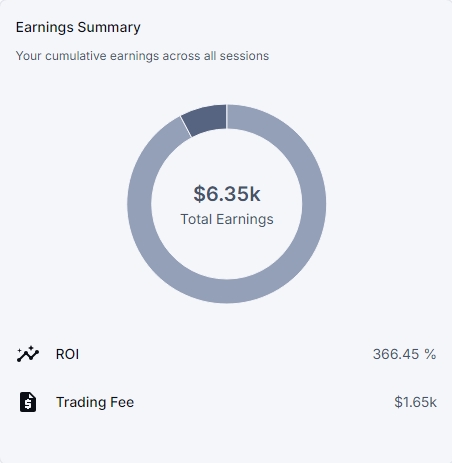 Earnings Summary
Your cumulative earnings across all sessions
$6.35k
Total Earnings
ROI 366.45 %
Trading Fee $1.65k